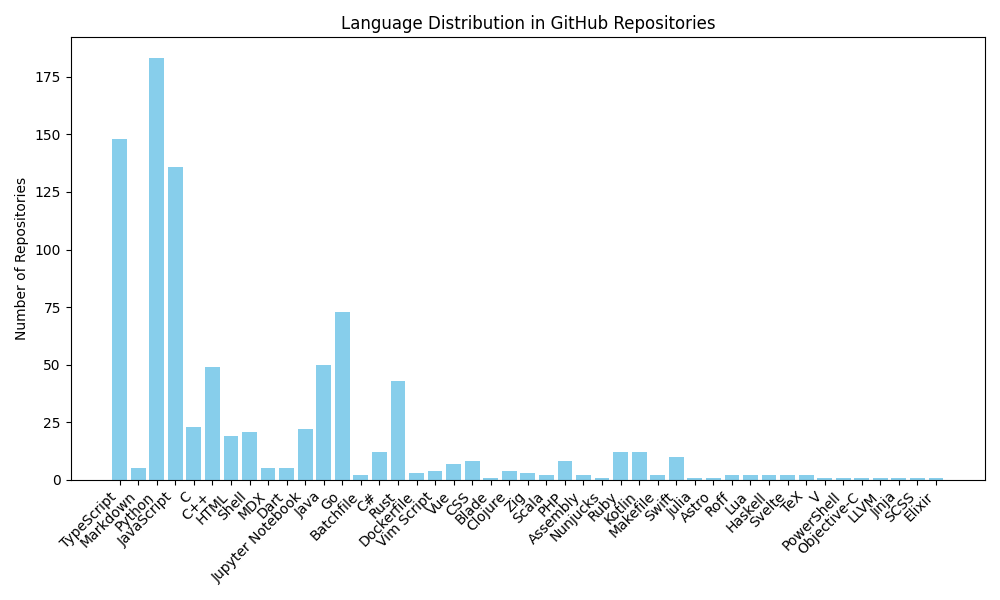 Language Distribution in GitHub Repositories
Number of Repositories
175
150
125
100
75
50
25
0
TypeScript
Markdown
Python
JavaScript
C
C++
HTML
Shell
MDX
Dart
Jupyter Notebook
Java
Go
Batchfile
C#
Rust
Dockerfile
Vim Script
Vue
CSS
Blade
Clojure
Zig
Scala
PHP
Assembly
Nunjucks
Ruby
Kotlin
Makefile
Swift
Julia
Astro
Roff
Lua
Haskell
Svelte
TeX
V
PowerShell
Objective-C
LLVM
Jinja
SCSS
Elixir